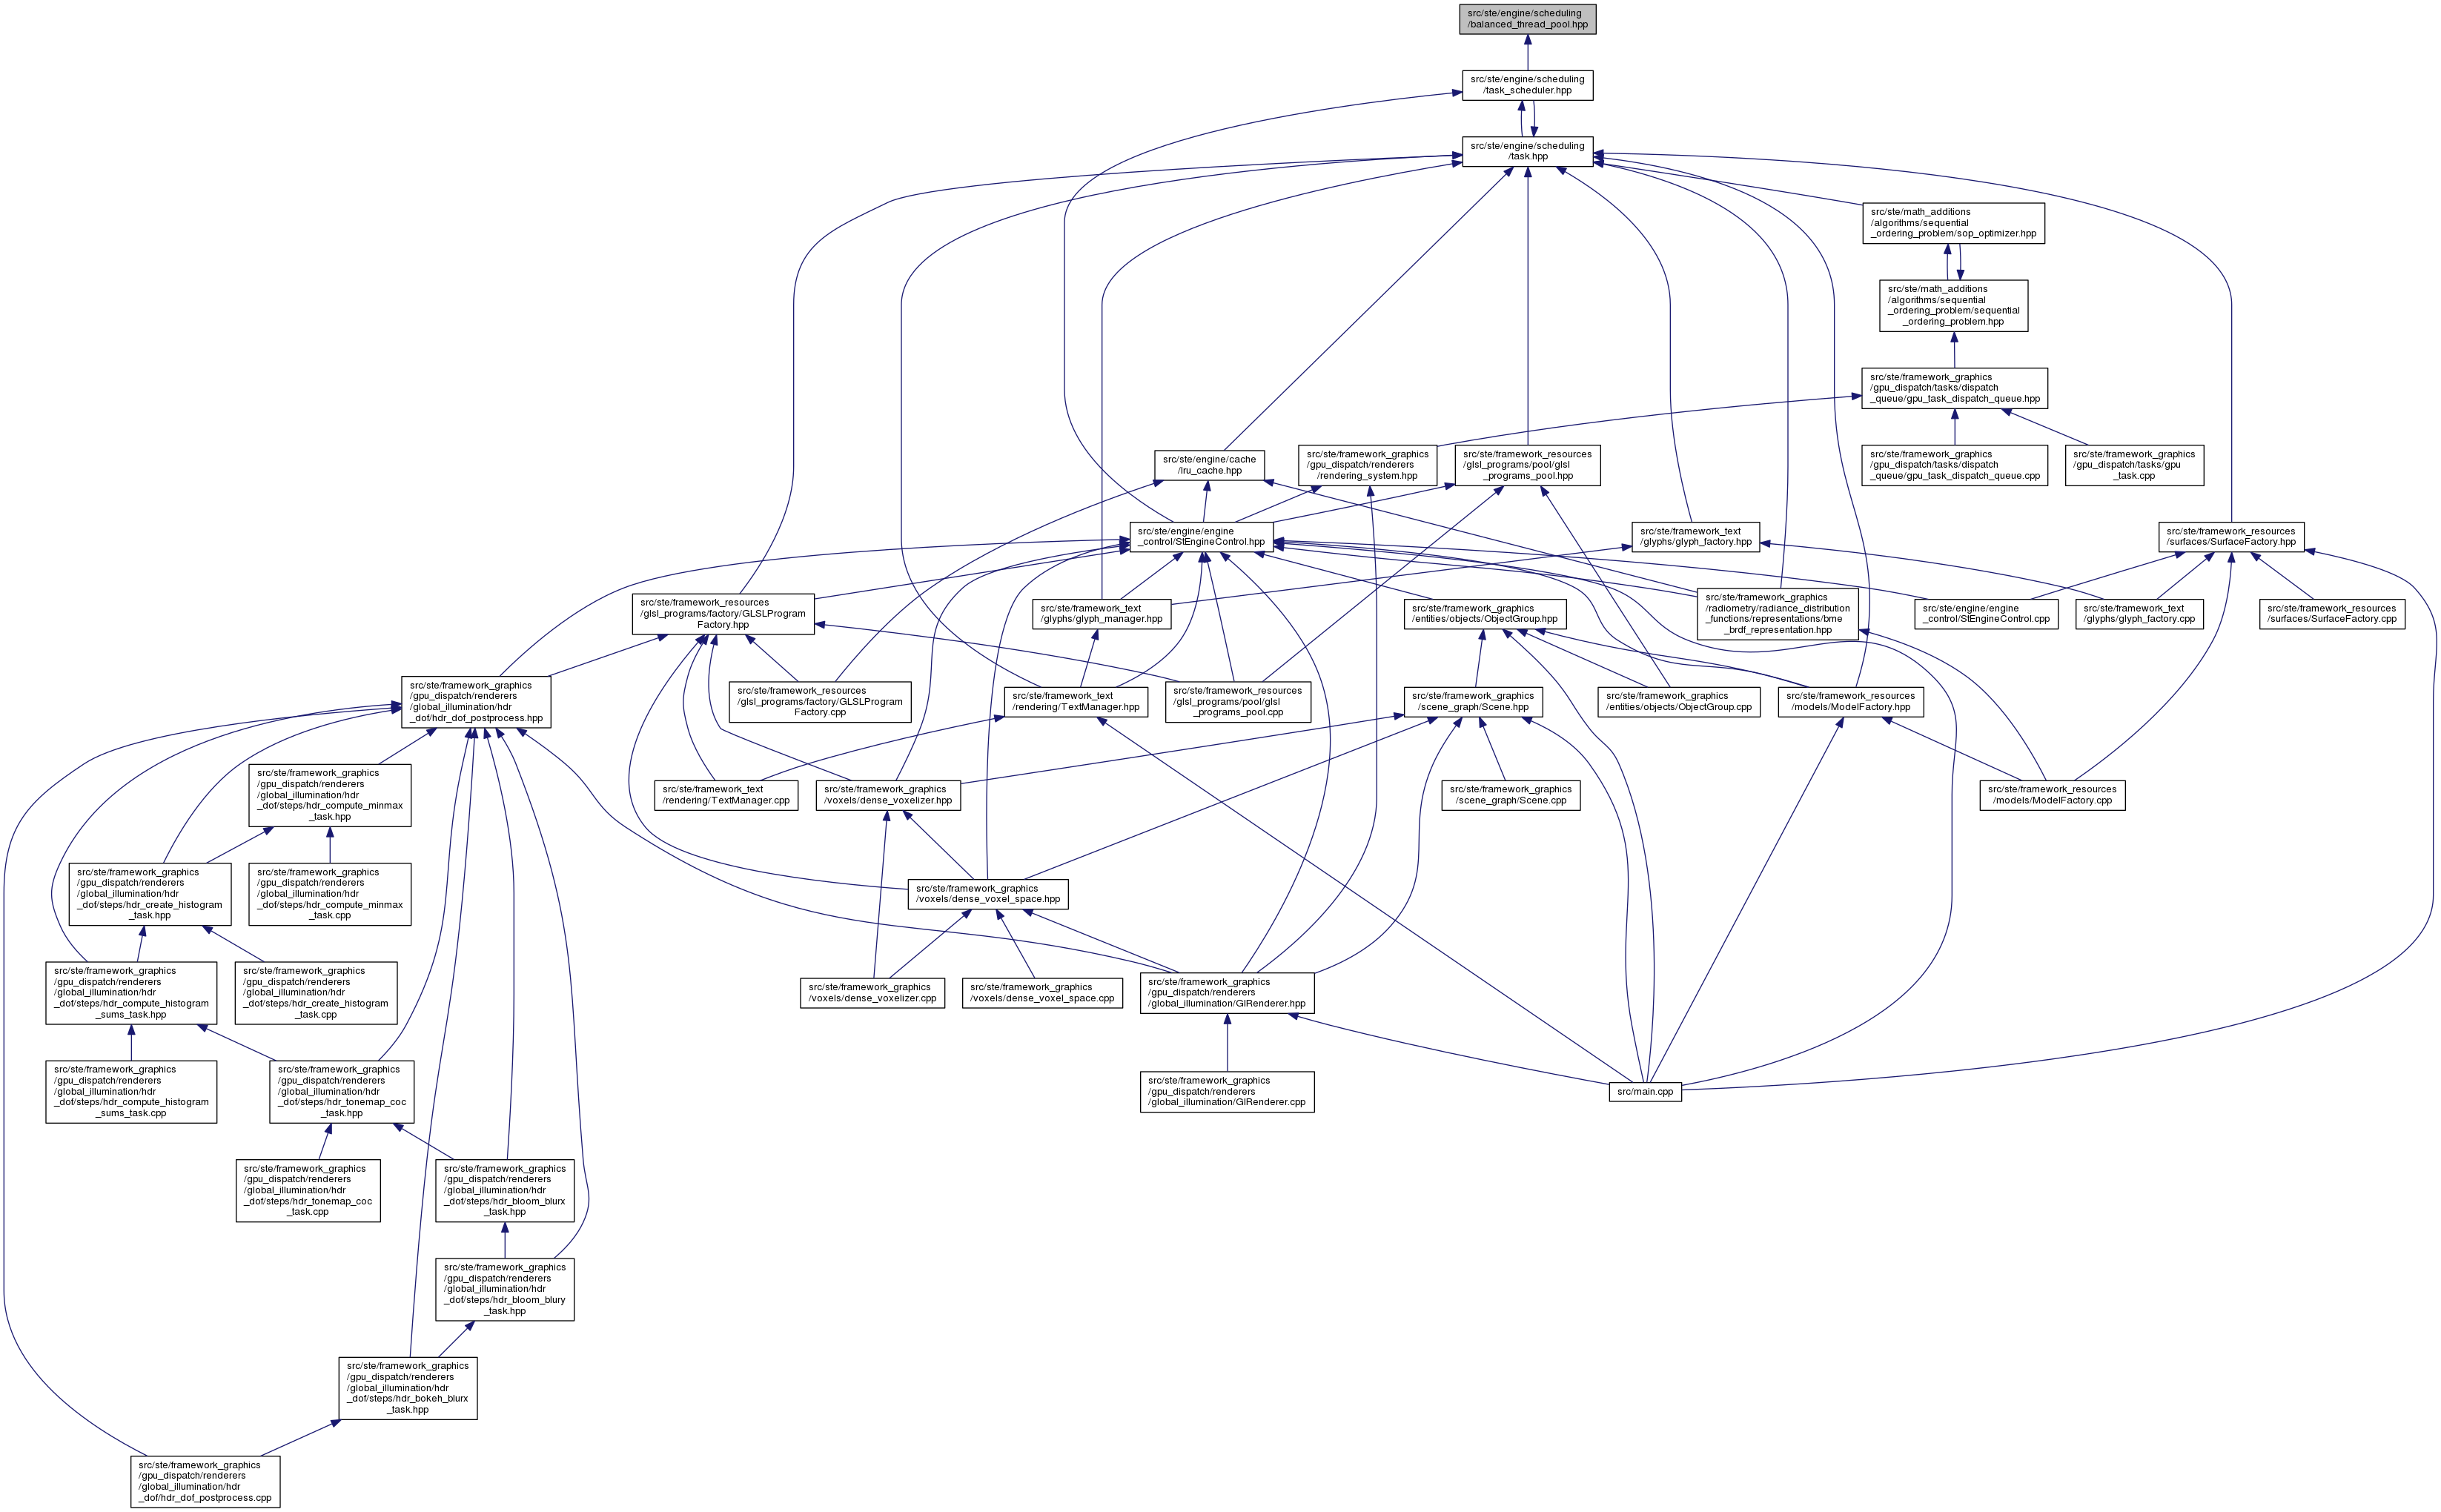 src/ste/engine/scheduling
/balanced_thread_pool.hpp
src/ste/engine/scheduling
/task_scheduler.hpp
src/ste/engine/scheduling
/task.hpp
src/ste/math_additions
/algorithms/sequential
_ordering_problem/sop_optimizer.hpp
src/ste/math_additions
/algorithms/sequential
_ordering_problem/sequential
_ordering_problem.hpp
src/ste/framework_graphics
/gpu_dispatch/tasks/dispatch
_queue/gpu_task_dispatch_queue.hpp
src/ste/engine/cache
/lru_cache.hpp
src/ste/framework_graphics
/gpu_dispatch/renderers
/rendering_system.hpp
src/ste/framework_resources
/glsl_programs/pool/glsl
_programs_pool.hpp
src/ste/framework_graphics
/gpu_dispatch/tasks/dispatch
_queue/gpu_task_dispatch_queue.cpp
src/ste/framework_graphics
/gpu_dispatch/tasks/gpu
_task.cpp
src/ste/engine/engine
_control/StEngineControl.hpp
src/ste/framework_text
/glyphs/glyph_factory.hpp
src/ste/framework_resources
/surfaces/SurfaceFactory.hpp
src/ste/framework_resources
/glsl_programs/factory/GLSLProgram
Factory.hpp
src/ste/framework_text
/glyphs/glyph_manager.hpp
src/ste/framework_graphics
/entities/objects/ObjectGroup.hpp
src/ste/framework_graphics
/radiometry/radiance_distribution
_functions/representations/bme
_brdf_representation.hpp
src/ste/engine/engine
_control/StEngineControl.cpp
src/ste/framework_text
/glyphs/glyph_factory.cpp
src/ste/framework_resources
/surfaces/SurfaceFactory.cpp
src/ste/framework_graphics
/gpu_dispatch/renderers
/global_illumination/hdr
_dof/hdr_dof_postprocess.hpp
src/ste/framework_resources
/glsl_programs/factory/GLSLProgram
Factory.cpp
src/ste/framework_text
/rendering/TextManager.hpp
src/ste/framework_resources
/glsl_programs/pool/glsl
_programs_pool.cpp
src/ste/framework_graphics
/scene_graph/Scene.hpp
src/ste/framework_graphics
/entities/objects/ObjectGroup.cpp
src/ste/framework_resources
/models/ModelFactory.hpp
src/ste/framework_graphics
/gpu_dispatch/renderers
/global_illumination/hdr
_dof/steps/hdr_compute_minmax
_task.hpp
src/ste/framework_text
/rendering/TextManager.cpp
src/ste/framework_graphics
/voxels/dense_voxelizer.hpp
src/ste/framework_graphics
/scene_graph/Scene.cpp
src/ste/framework_resources
/models/ModelFactory.cpp
src/ste/framework_graphics
/gpu_dispatch/renderers
/global_illumination/hdr
_dof/steps/hdr_create_histogram
_task.hpp
src/ste/framework_graphics
/gpu_dispatch/renderers
/global_illumination/hdr
_dof/steps/hdr_compute_minmax
_task.cpp
src/ste/framework_graphics
/voxels/dense_voxel_space.hpp
src/ste/framework_graphics
/gpu_dispatch/renderers
/global_illumination/hdr
_dof/steps/hdr_compute_histogram
_sums_task.hpp
src/ste/framework_graphics
/gpu_dispatch/renderers
/global_illumination/hdr
_dof/steps/hdr_create_histogram
_task.cpp
src/ste/framework_graphics
/voxels/dense_voxelizer.cpp
src/ste/framework_graphics
/voxels/dense_voxel_space.cpp
src/ste/framework_graphics
/gpu_dispatch/renderers
/global_illumination/GIRenderer.hpp
src/ste/framework_graphics
/gpu_dispatch/renderers
/global_illumination/hdr
_dof/steps/hdr_compute_histogram
_sums_task.cpp
src/ste/framework_graphics
/gpu_dispatch/renderers
/global_illumination/hdr
_dof/steps/hdr_tonemap_coc
_task.hpp
src/ste/framework_graphics
/gpu_dispatch/renderers
/global_illumination/GIRenderer.cpp
src/main.cpp
src/ste/framework_graphics
/gpu_dispatch/renderers
/global_illumination/hdr
_dof/steps/hdr_tonemap_coc
_task.cpp
src/ste/framework_graphics
/gpu_dispatch/renderers
/global_illumination/hdr
_dof/steps/hdr_bloom_blurx
_task.hpp
src/ste/framework_graphics
/gpu_dispatch/renderers
/global_illumination/hdr
_dof/steps/hdr_bloom_blury
_task.hpp
src/ste/framework_graphics
/gpu_dispatch/renderers
/global_illumination/hdr
_dof/steps/hdr_bokeh_blurx
_task.hpp
src/ste/framework_graphics
/gpu_dispatch/renderers
/global_illumination/hdr
_dof/hdr_dof_postprocess.cpp